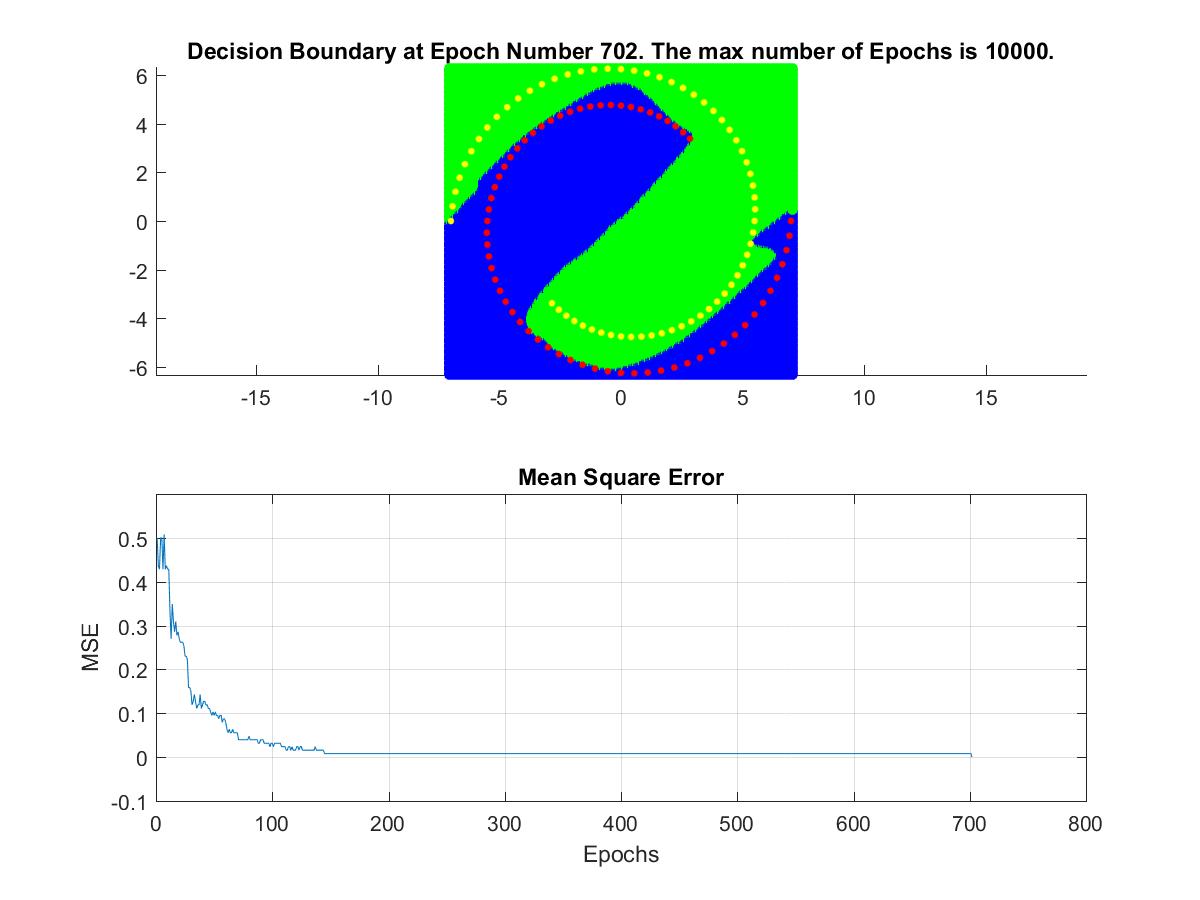 Decision Boundary at Epoch Number 702. The max number of Epochs is 10000.
6
4
2
0
-2
-4
-6
-15 -10 -5 0 5 10 15
Mean Square Error
0.5
0.4
0.3
0.2
0.1
0
-0.1
MSE
0 100 200 300 400 500 600 700 800
Epochs